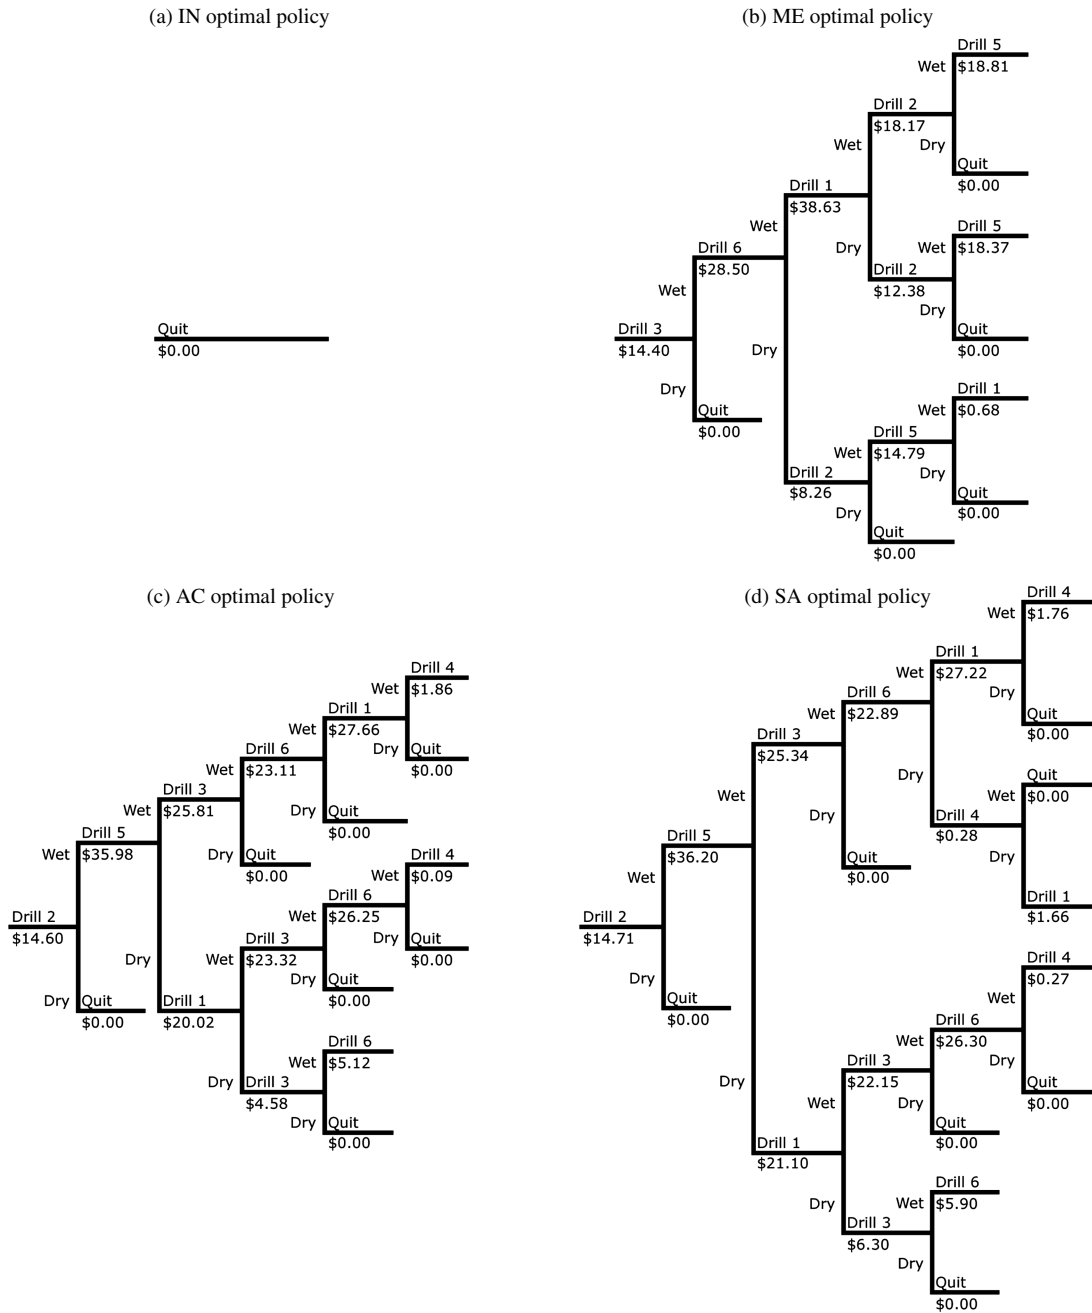 (a) IN optimal policy
Quit
$0.00
(b) ME optimal policy
Drill 5
Wet
$18.81
Drill 2
$18.17
Wet
Dry
Quit
$0.00
Drill 1
$38.63
Wet
Drill 5
Wet
$18.37
Drill 6
Dry
$28.50
Drill 2
$12.38
Wet
Dry
Drill 3
Quit
$14.40
$0.00
Dry
Dry
Drill 1
Wet
$0.68
Quit
$0.00
Drill 5
Wet
$14.79
Dry
Drill 2
$8.26
Quit
$0.00
Dry
Quit
$0.00
(c) AC optimal policy
Drill 4
Wet
$1.86
Drill 1
Wet
$27.66
Dry
Quit
$0.00
Drill 6
Wet
$23.11
Drill 3
Wet
$25.81
Dry
Quit
$0.00
Drill 5
Wet
$35.98
Dry
Quit
$0.00
Drill 4
Wet
$0.09
Drill 6
Wet
$26.25
Drill 2
$14.60
Dry
Quit
$0.00
Drill 3
Wet
$23.32
Dry
Dry
Quit
$0.00
Dry
Quit
$0.00
Drill 1
$20.02
Drill 6
Wet
$5.12
Dry
Drill 3
$4.58
Dry
Quit
$0.00
(d) SA optimal policy
Drill 4
Wet
$1.76
Drill 1
Wet
$27.22
Dry
Drill 6
Wet
$22.89
Quit
$0.00
Drill 3
$25.34
Dry
Quit
Wet
Wet
$0.00
Dry
Drill 4
$0.28
Drill 5
$36.20
Dry
Quit
$0.00
Wet
Drill 1
$1.66
Drill 2
$14.71
Dry
Quit
$0.00
Drill 4
Wet
$0.27
Drill 6
Wet
$26.30
Dry
Drill 3
Dry
$22.15
Quit
$0.00
Wet
Dry
Quit
$0.00
Drill 1
$21.10
Drill 6
Dry
Wet
$5.90
Drill 3
$6.30
Dry
Quit
$0.00